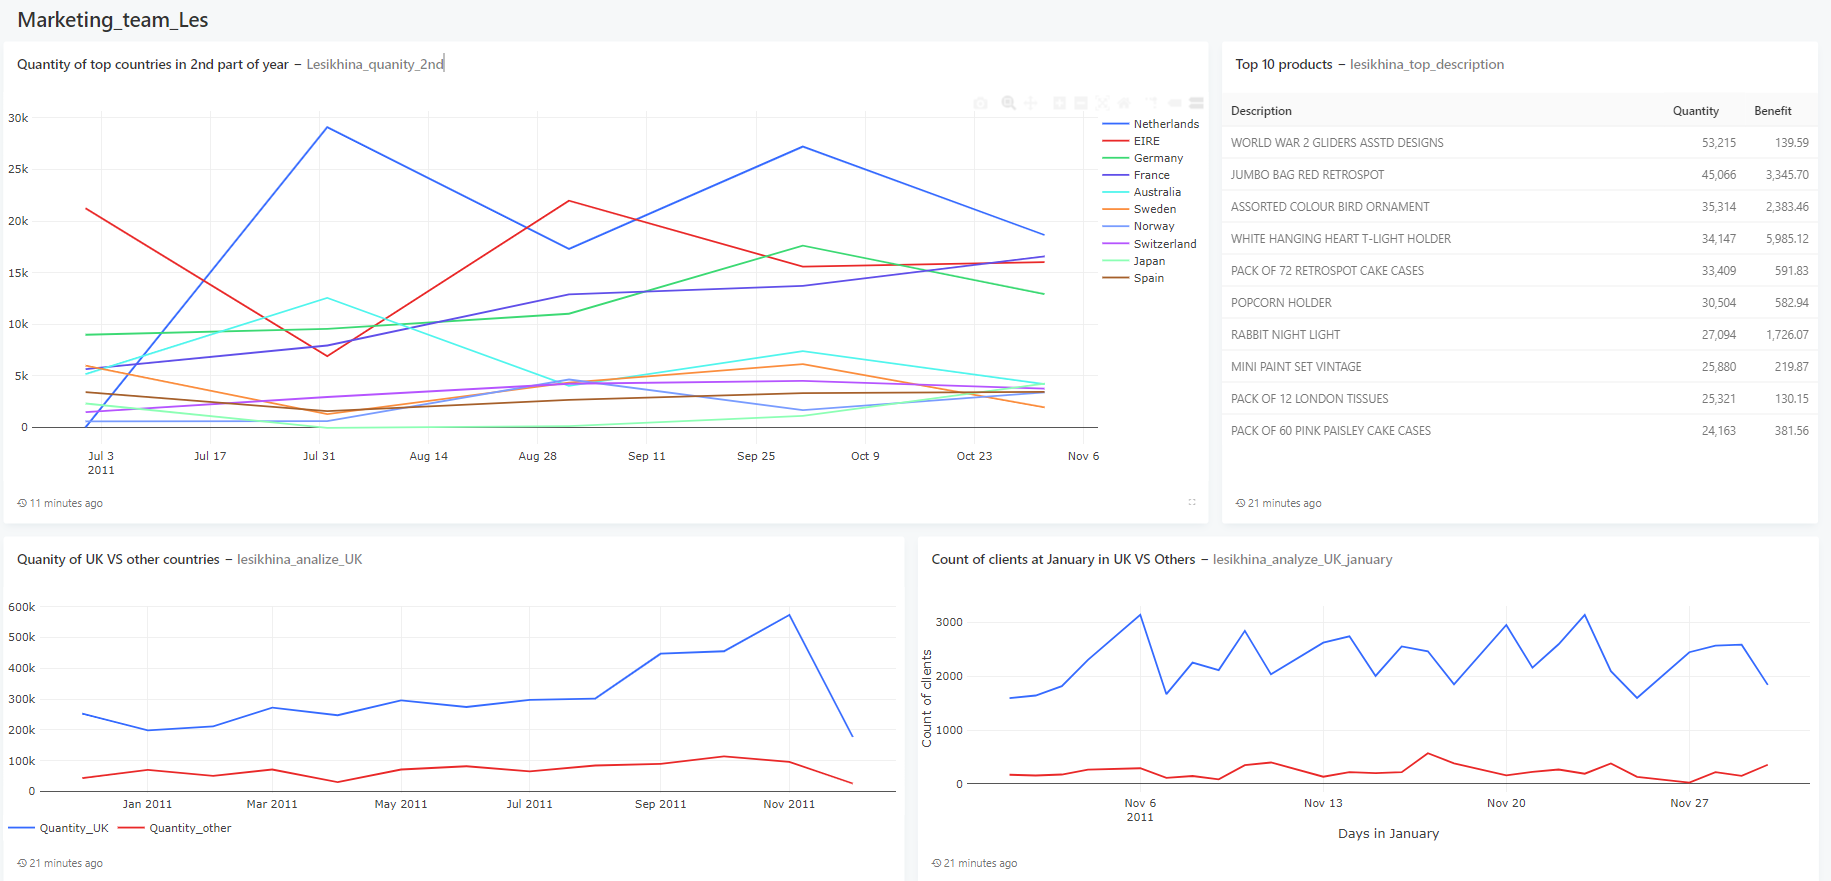 Marketing_team_Les
Quantity of top countries in 2nd part of year – Lesikhina_quanity_2nd
30k
25k
20k
15k
10k
5k
0
Jul 3 Jul 17 Jul 31 Aug 14 Aug 28 Sep 11 Sep 25 Oct 9 Oct 23 Nov 6
2011
Netherlands
EIRE
Germany
France
Australia
Sweden
Norway
Switzerland
Japan
Spain
11 minutes ago
Top 10 products – lesikhina_top_description
Description Quantity Benefit
WORLD WAR 2 GLIDERS ASSTD DESIGNS 53,215 139.59
JUMBO BAG RED RETROSPOT 45,066 3,345.70
ASSORTED COLOUR BIRD ORNAMENT 35,314 2,383.46
WHITE HANGING HEART T-LIGHT HOLDER 34,147 5,985.12
PACK OF 72 RETROSPOT CAKE CASES 33,409 591.83
POPCORN HOLDER 30,504 582.94
RABBIT NIGHT LIGHT 27,094 1,726.07
MINI PAINT SET VINTAGE 25,880 219.87
PACK OF 12 LONDON TISSUES 25,321 130.15
PACK OF 60 PINK PAISLEY CAKE CASES 24,163 381.56
21 minutes ago
Quanity of UK VS other countries – lesikhina_analize_UK
600k
500k
400k
300k
200k
100k
0
Jan 2011 Mar 2011 May 2011 Jul 2011 Sep 2011 Nov 2011
Quantity_UK Quantity_other
21 minutes ago
Count of clients at January in UK VS Others – lesikhina_analyze_UK_january
Count of clients
3000
2000
1000
0
Nov 6 Nov 13 Nov 20 Nov 27
2011
Days in January
21 minutes ago